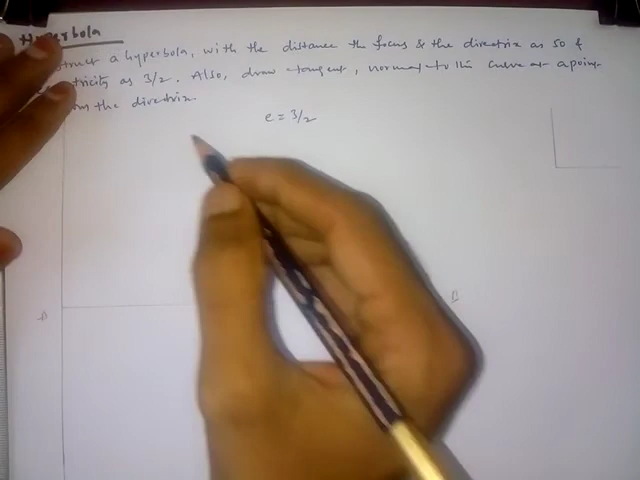 Hyperbola
struct a hyperbola, with the distance the focus & the directrix as 50 &
tricity as 3/2. Also, draw tangent, normal to the curve at a point
the directrix
e = 3/2